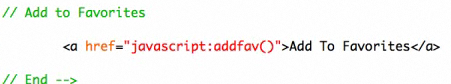 // Add to Favorites
<a href="javascript:addfav()">Add To Favorites</a>
// End -->